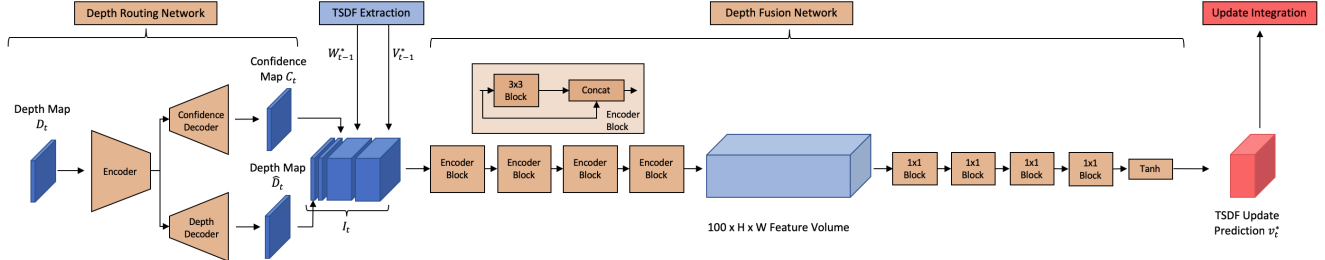 Depth Routing Network
TSDF Extraction
Depth Fusion Network
Update Integration
W*ₜ₋₁
V*ₜ₋₁
Confidence
Map Cₜ
3x3
Block
Concat
Encoder
Block
Depth Map
Dₜ
Confidence
Decoder
Encoder
Depth Map
D̂ₜ
Depth
Decoder
Iₜ
Encoder
Block
Encoder
Block
Encoder
Block
Encoder
Block
100 x H x W Feature Volume
1x1
Block
1x1
Block
1x1
Block
1x1
Block
Tanh
TSDF Update
Prediction v*ₜ